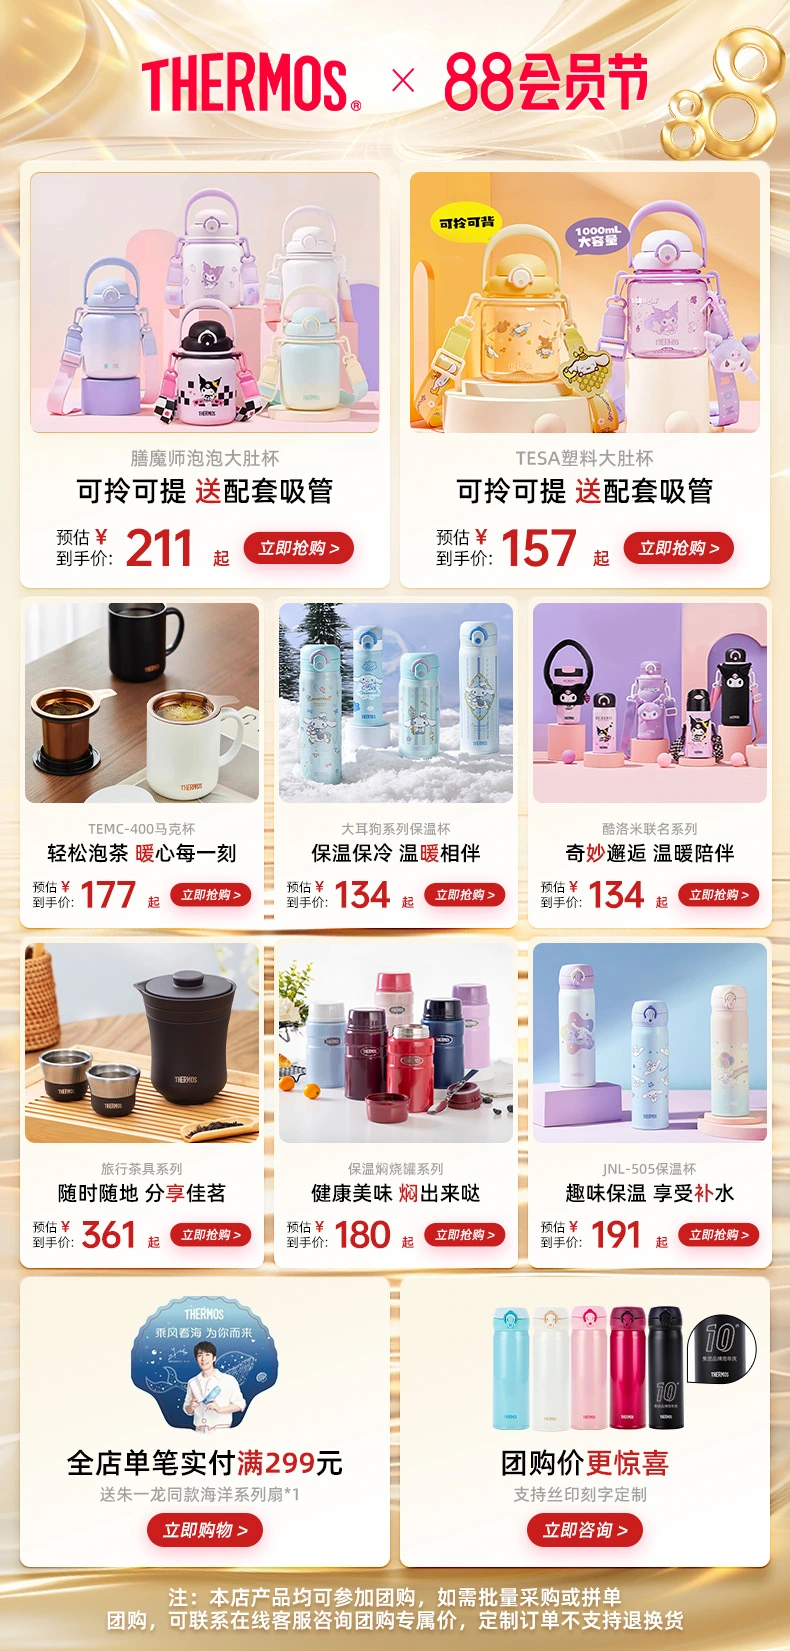 THERMOS® × 88会员节
可拎可背
1000mL
大容量
膳魔师泡泡大肚杯
可拎可提 送配套吸管
预估¥
到手价: 211 起
立即抢购 >
TESA塑料大肚杯
可拎可提 送配套吸管
预估¥
到手价: 157 起
立即抢购 >
TEMC-400马克杯
轻松泡茶 暖心每一刻
预估¥
到手价: 177 起
立即抢购 >
大耳狗系列保温杯
保温保冷 温暖相伴
预估¥
到手价: 134 起
立即抢购 >
酷洛米联名系列
奇妙邂逅 温暖陪伴
预估¥
到手价: 134 起
立即抢购 >
旅行茶具系列
随时随地 分享佳茗
预估¥
到手价: 361 起
立即抢购 >
保温焖烧罐系列
健康美味 焖出来哒
预估¥
到手价: 180 起
立即抢购 >
JNL-505保温杯
趣味保温 享受补水
预估¥
到手价: 191 起
立即抢购 >
THERMOS
乘风看海 为你而来
全店单笔实付满299元
送朱一龙同款海洋系列扇*1
立即购物 >
10
THERMOS
团购价更惊喜
支持丝印刻字定制
立即咨询 >
注：本店产品均可参加团购，如需批量采购或拼单
团购，可联系在线客服咨询团购专属价，定制订单不支持退换货